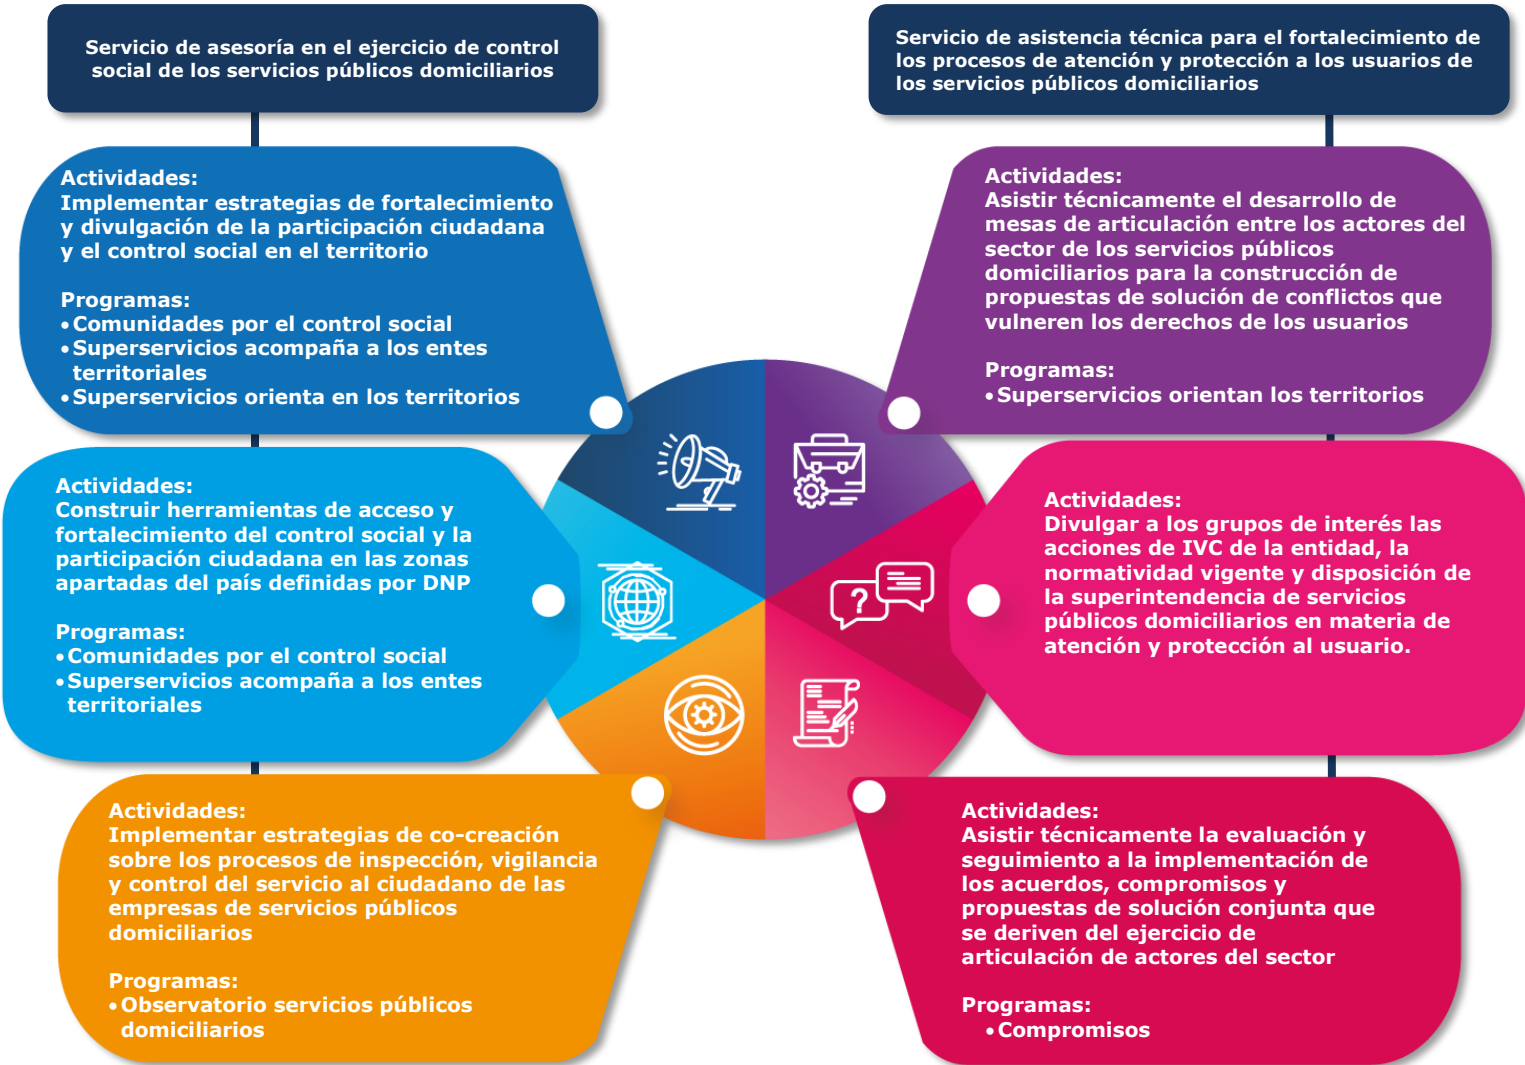 Servicio de asesoría en el ejercicio de control
social de los servicios públicos domiciliarios
Actividades:
Implementar estrategias de fortalecimiento
y divulgación de la participación ciudadana
y el control social en el territorio
Programas:
• Comunidades por el control social
• Superservicios acompaña a los entes
territoriales
• Superservicios orienta en los territorios
Actividades:
Construir herramientas de acceso y
fortalecimiento del control social y la
participación ciudadana en las zonas
apartadas del país definidas por DNP
Programas:
• Comunidades por el control social
• Superservicios acompaña a los entes
territoriales
Actividades:
Implementar estrategias de co-creación
sobre los procesos de inspección, vigilancia
y control del servicio al ciudadano de las
empresas de servicios públicos
domiciliarios
Programas:
• Observatorio servicios públicos
domiciliarios
Servicio de asistencia técnica para el fortalecimiento de
los procesos de atención y protección a los usuarios de
los servicios públicos domiciliarios
Actividades:
Asistir técnicamente el desarrollo de
mesas de articulación entre los actores del
sector de los servicios públicos
domiciliarios para la construcción de
propuestas de solución de conflictos que
vulneren los derechos de los usuarios
Programas:
• Superservicios orientan los territorios
Actividades:
Divulgar a los grupos de interés las
acciones de IVC de la entidad, la
normatividad vigente y disposición de
la superintendencia de servicios
públicos domiciliarios en materia de
atención y protección al usuario.
Actividades:
Asistir técnicamente la evaluación y
seguimiento a la implementación de
los acuerdos, compromisos y
propuestas de solución conjunta que
se deriven del ejercicio de
articulación de actores del sector
Programas:
• Compromisos
?